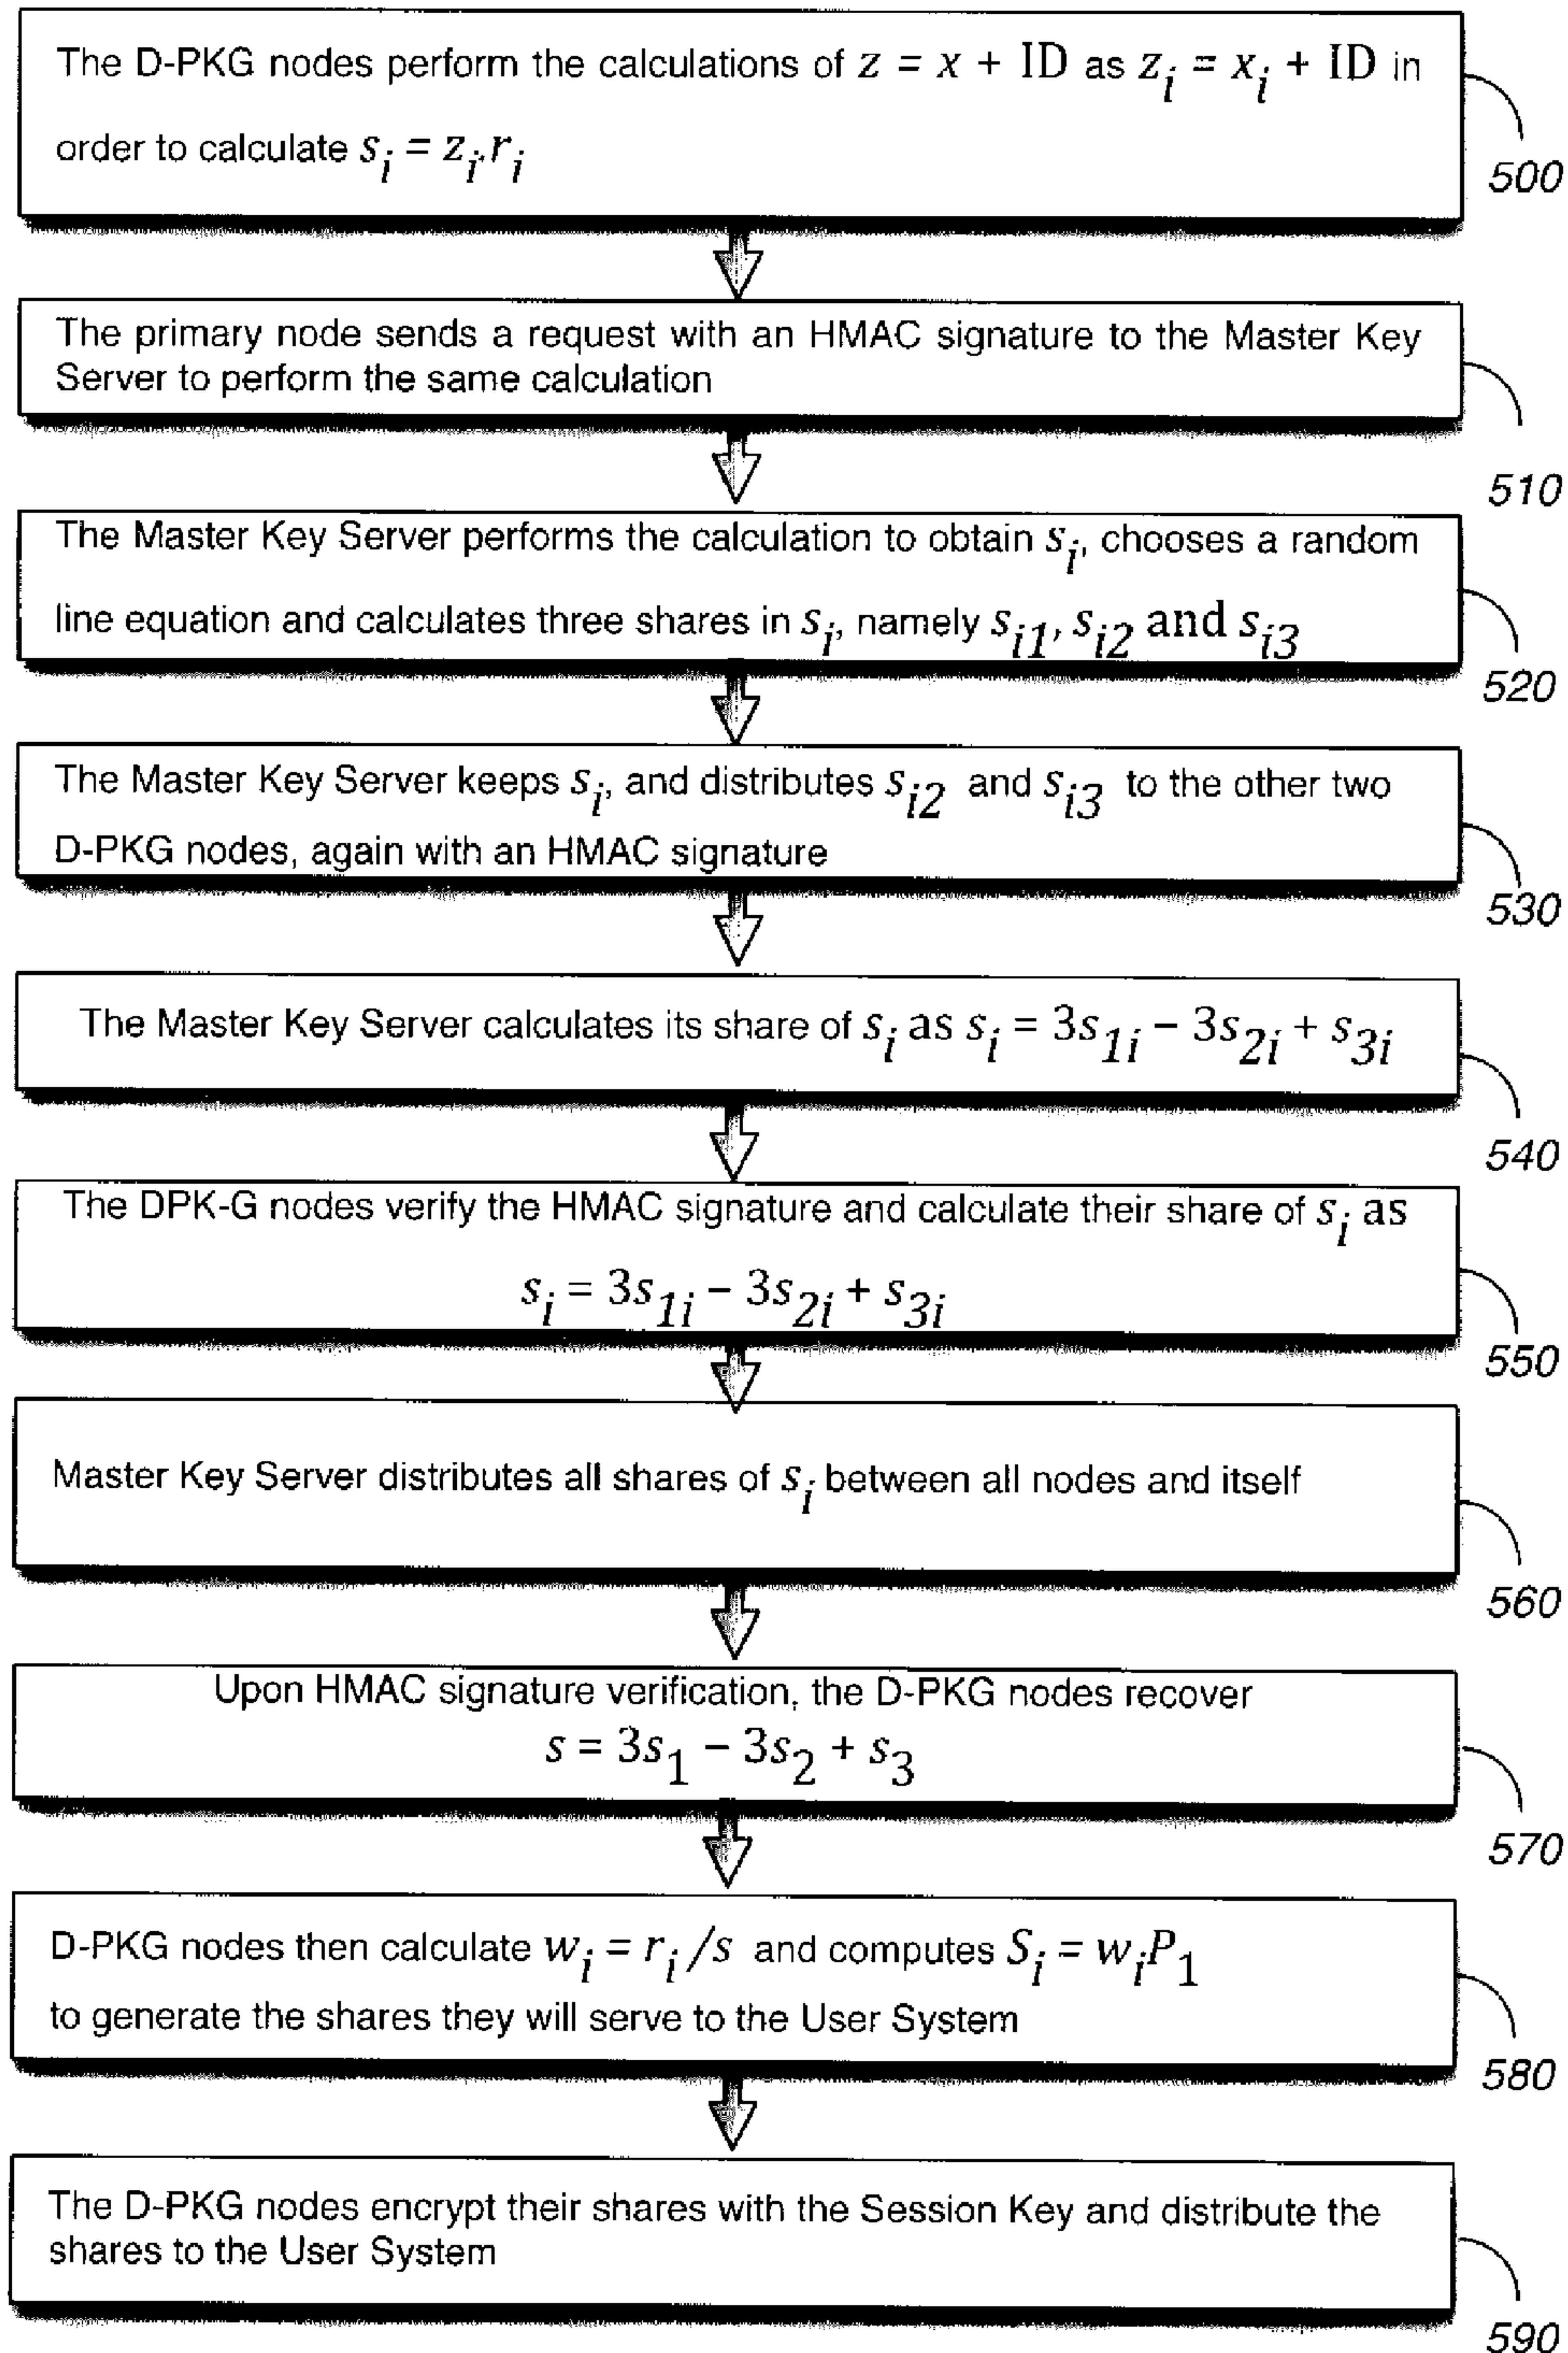 The D-PKG nodes perform the calculations of z = x + ID as z_i = x_i + ID in
order to calculate s_i = z_i.r_i
500
The primary node sends a request with an HMAC signature to the Master Key
Server to perform the same calculation
510
The Master Key Server performs the calculation to obtain s_i, chooses a random
line equation and calculates three shares in s_i, namely s_i1, s_i2 and s_i3
520
The Master Key Server keeps s_i, and distributes s_i2 and s_i3 to the other two
D-PKG nodes, again with an HMAC signature
530
The Master Key Server calculates its share of s_i as s_i = 3s_1i − 3s_2i + s_3i
540
The DPK-G nodes verify the HMAC signature and calculate their share of s_i as
s_i = 3s_1i − 3s_2i + s_3i
550
Master Key Server distributes all shares of s_i between all nodes and itself
560
Upon HMAC signature verification, the D-PKG nodes recover
s = 3s_1 − 3s_2 + s_3
570
D-PKG nodes then calculate w_i = r_i/s and computes S_i = w_iP_1
to generate the shares they will serve to the User System
580
The D-PKG nodes encrypt their shares with the Session Key and distribute the
shares to the User System
590